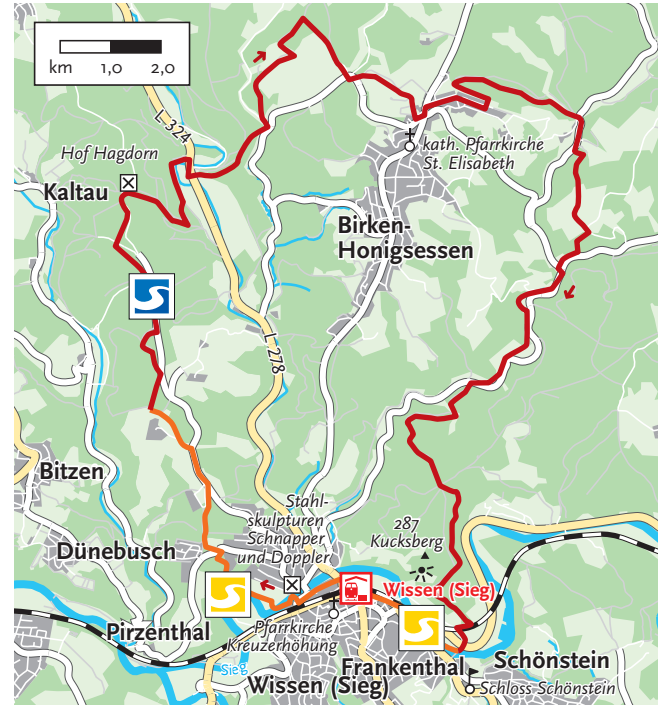 km 1,0 2,0
L 324
Hof Hagdorn
Kaltau
kath. Pfarrkirche
St. Elisabeth
Birken-
Honigsessen
L 278
Bitzen
Stahl-
skulpturen
Schnapper
und Doppler
287
Kucksberg
Dünebusch
Wissen (Sieg)
Pirzenthal
Pfarrkirche
Kreuzerhöhung
Sieg
Wissen (Sieg)
Frankenthal
Schönstein
Schloss Schönstein